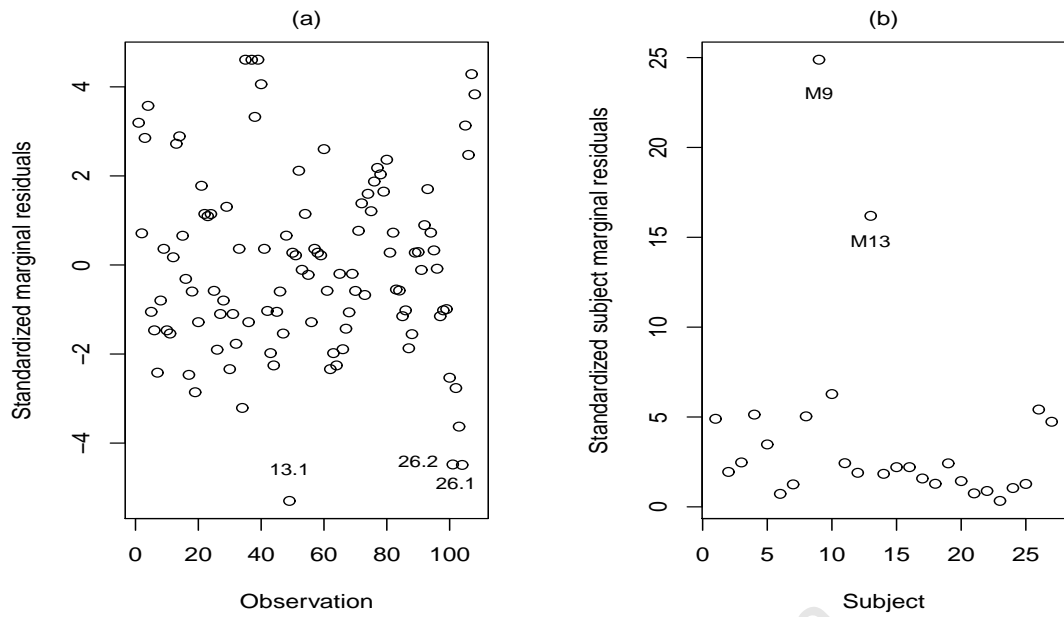 (a)
Standardized marginal residuals
4
2
0
−2
−4
13.1
26.2
26.1
0 20 40 60 80 100
Observation
(b)
Standardized subject marginal residuals
25
20
15
10
5
0
M9
M13
0 5 10 15 20 25
Subject